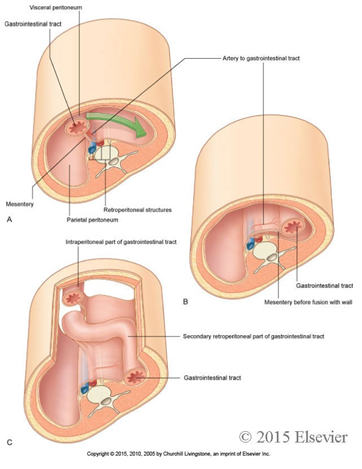 Visceral peritoneum
Gastrointestinal tract
Artery to gastrointestinal tract
Mesentery
Retroperitoneal structures
A
Parietal peritoneum
Intraperitoneal part of gastrointestinal tract
Gastrointestinal tract
B
Mesentery before fusion with wall
Secondary retroperitoneal part of gastrointestinal tract
Gastrointestinal tract
C
© 2015 Elsevier
Copyright © 2015, 2010, 2005 by Churchill Livingstone, an imprint of Elsevier Inc.